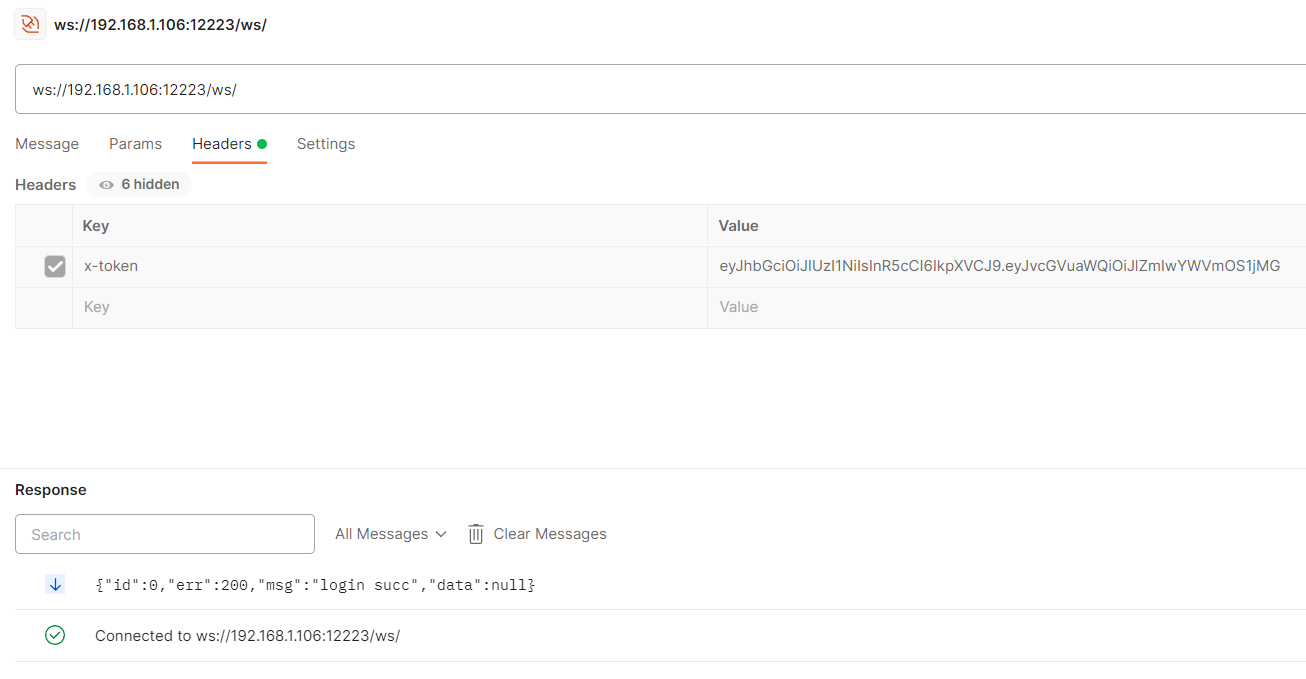 ws://192.168.1.106:12223/ws/
ws://192.168.1.106:12223/ws/
Message Params Headers Settings
Headers 6 hidden
Key Value
x-token eyJhbGciOiJIUzI1NiIsInR5cCI6IkpXVCJ9.eyJvcGVuaWQiOiJlZmIwYWVmOS1jMG
Key Value
Response
Search All Messages Clear Messages
{"id":0,"err":200,"msg":"login succ","data":null}
Connected to ws://192.168.1.106:12223/ws/